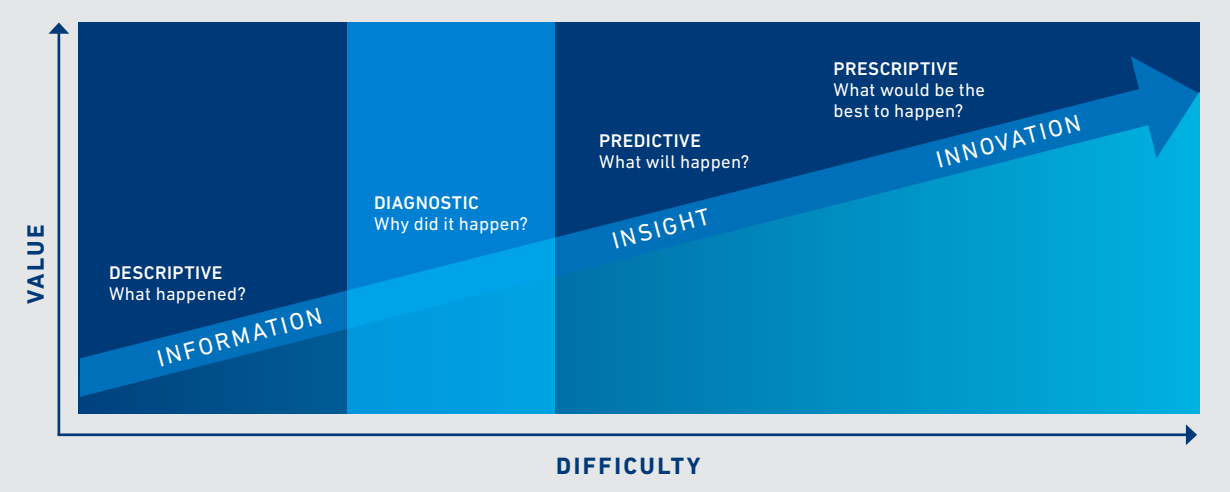 PRESCRIPTIVE
What would be the
best to happen?
PREDICTIVE
What will happen?
DIAGNOSTIC
Why did it happen?
DESCRIPTIVE
What happened?
INFORMATION
INSIGHT
INNOVATION
VALUE
DIFFICULTY